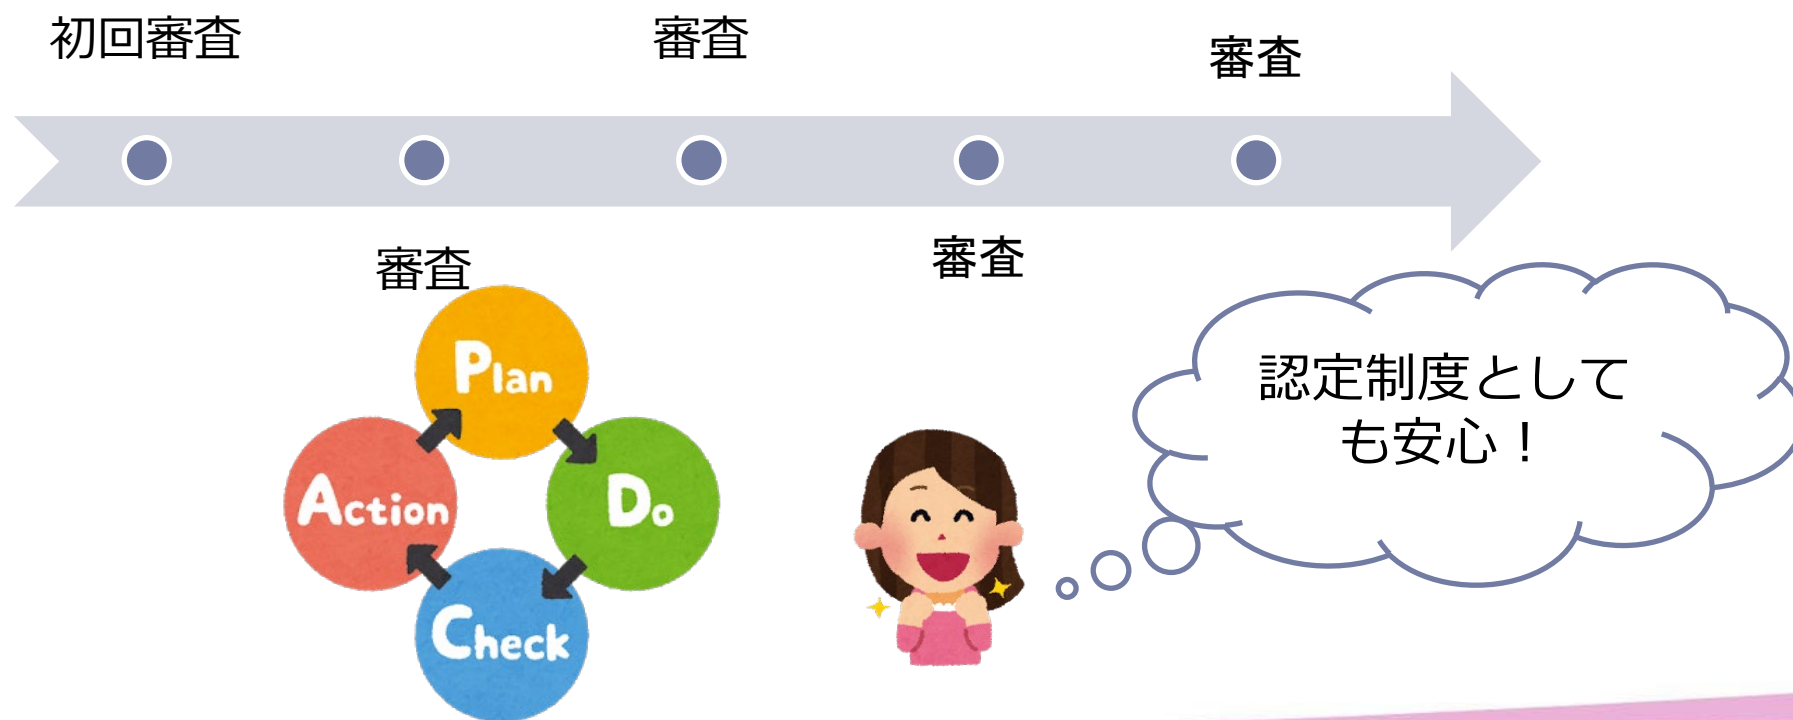 初回審査
審査
審査
審査
審査
Plan
Action
Do
Check
認定制度として
も安心！